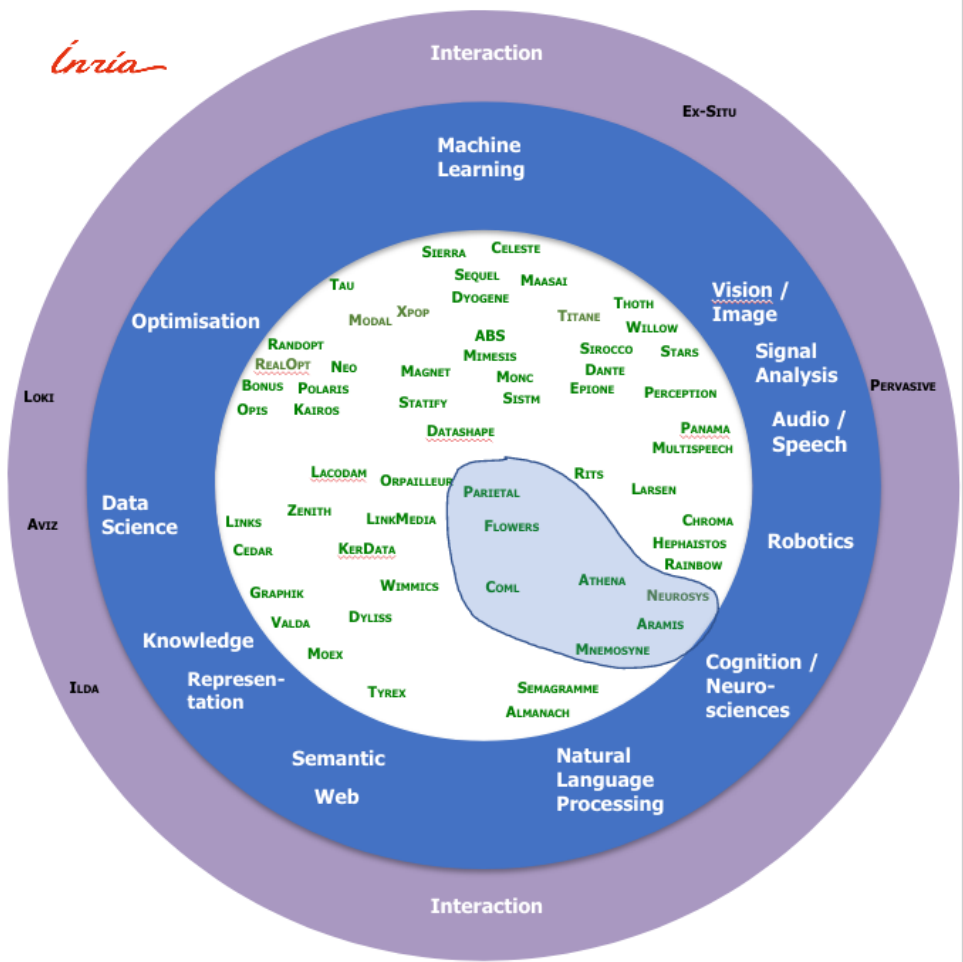 Inria
Interaction
Ex-Situ
Machine
Learning
Sierra
Celeste
Sequel
Maasai
Tau
Dyogene
Vision /
Image
Thoth
Modal
Xpop
Titane
Willow
Optimisation
ABS
Randopt
Mimesis
Sirocco
Stars
Signal
Analysis
RealOpt
Neo
Magnet
Monc
Dante
Bonus
Polaris
Epione
Perception
Pervasive
Loki
Opis
Kairos
Statify
Sistm
Audio /
Speech
Datashape
Panama
Multispeech
Lacodam
Orpailleur
Parietal
Rits
Larsen
Data
Science
Zenith
Links
LinkMedia
Flowers
Chroma
Aviz
Cedar
KerData
Hephaistos
Robotics
Rainbow
Graphik
Wimmics
Coml
Athena
Neurosys
Valda
Dyliss
Aramis
Knowledge
Represen-
tation
Moex
Mnemosyne
Cognition /
Neuro-
sciences
Ilda
Tyrex
Semagramme
Almanach
Semantic
Web
Natural
Language
Processing
Interaction